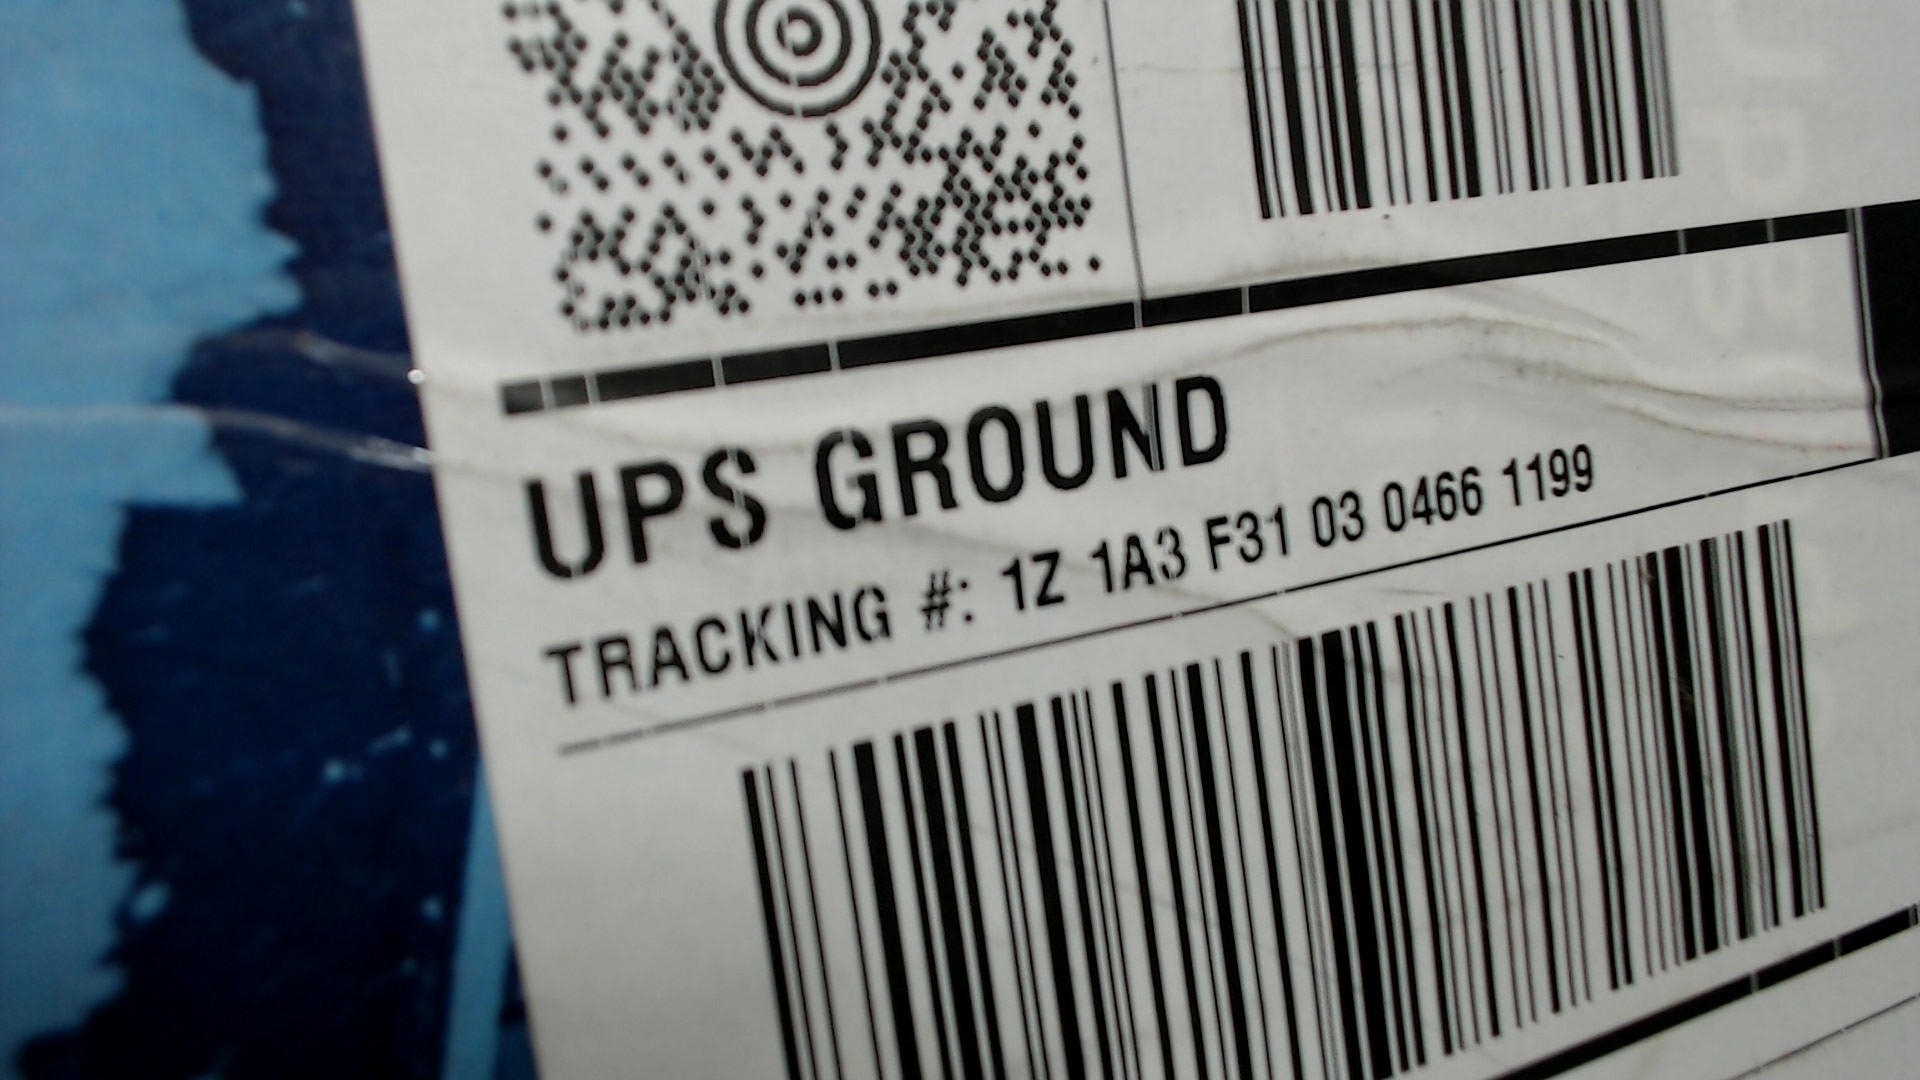 UPS GROUND
TRACKING #: 1Z 1A3 F31 03 0466 1199